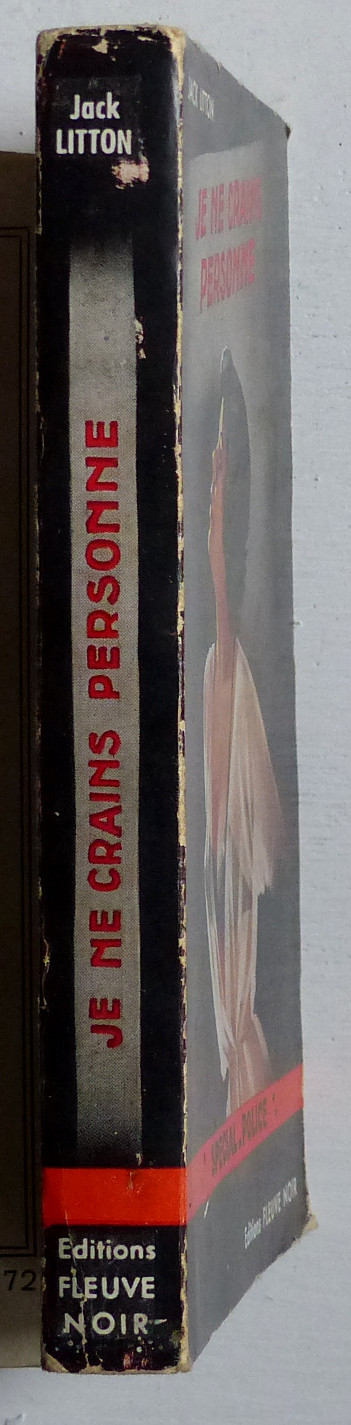 Jack
LITTON
JE NE CRAINS PERSONNE
Editions
FLEUVE
NOIR
JACK LITTON
JE NE CRAINS
PERSONNE
SPECIAL-POLICE
Editions FLEUVE NOIR
72